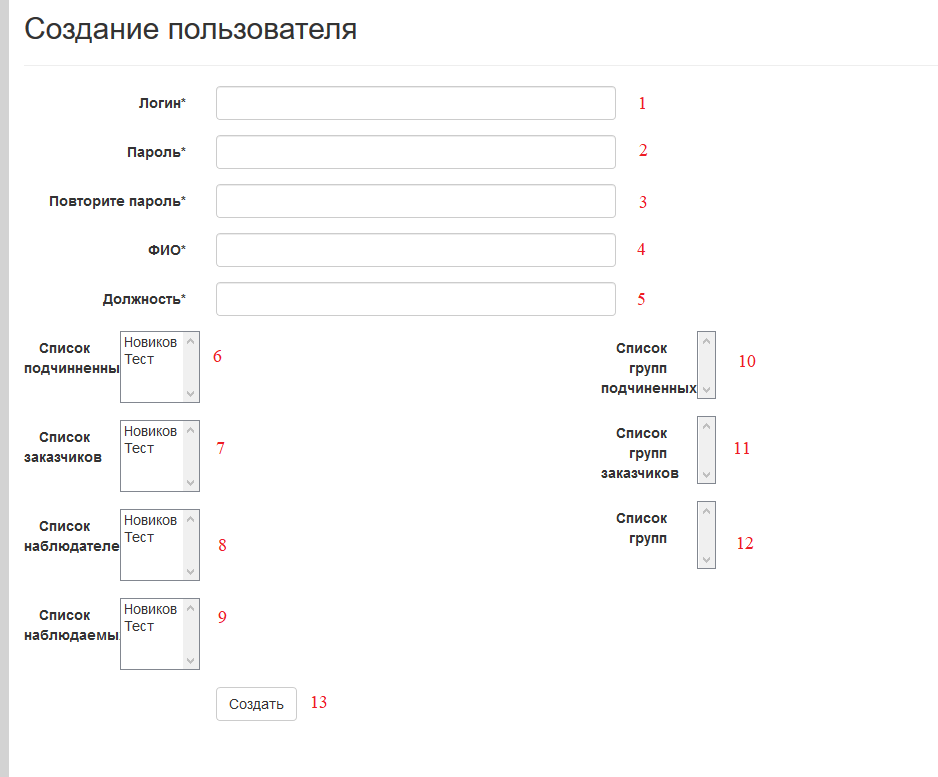 Создание пользователя
Логин* 1
Пароль* 2
Повторите пароль* 3
ФИО* 4
Должность* 5
Список
подчинненны
Новиков
Тест
6
Список
групп
подчиненных
10
Список
заказчиков
Новиков
Тест
7
Список
групп
заказчиков
11
Список
наблюдателе
Новиков
Тест
8
Список
групп
12
Список
наблюдаемы
Новиков
Тест
9
Создать 13